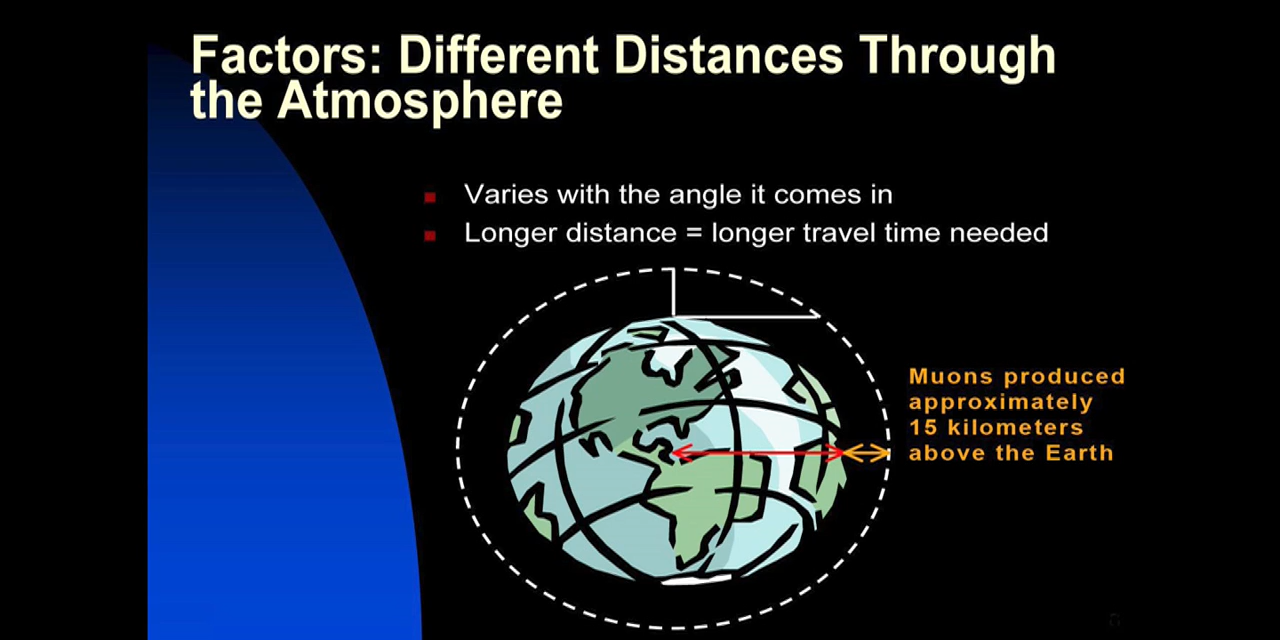 Factors: Different Distances Through
the Atmosphere
Varies with the angle it comes in
Longer distance = longer travel time needed
Muons produced
approximately
15 kilometers
above the Earth